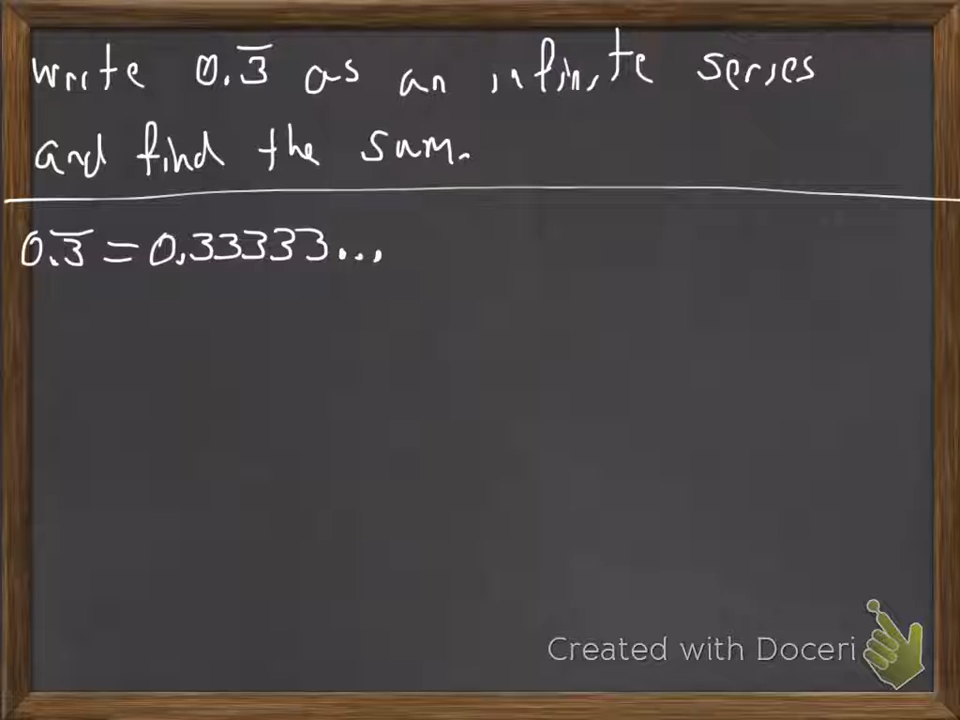 Write 0.3̅ as an infinite series
and find the sum.
0.3̅ = 0.33333...
Created with Doceri